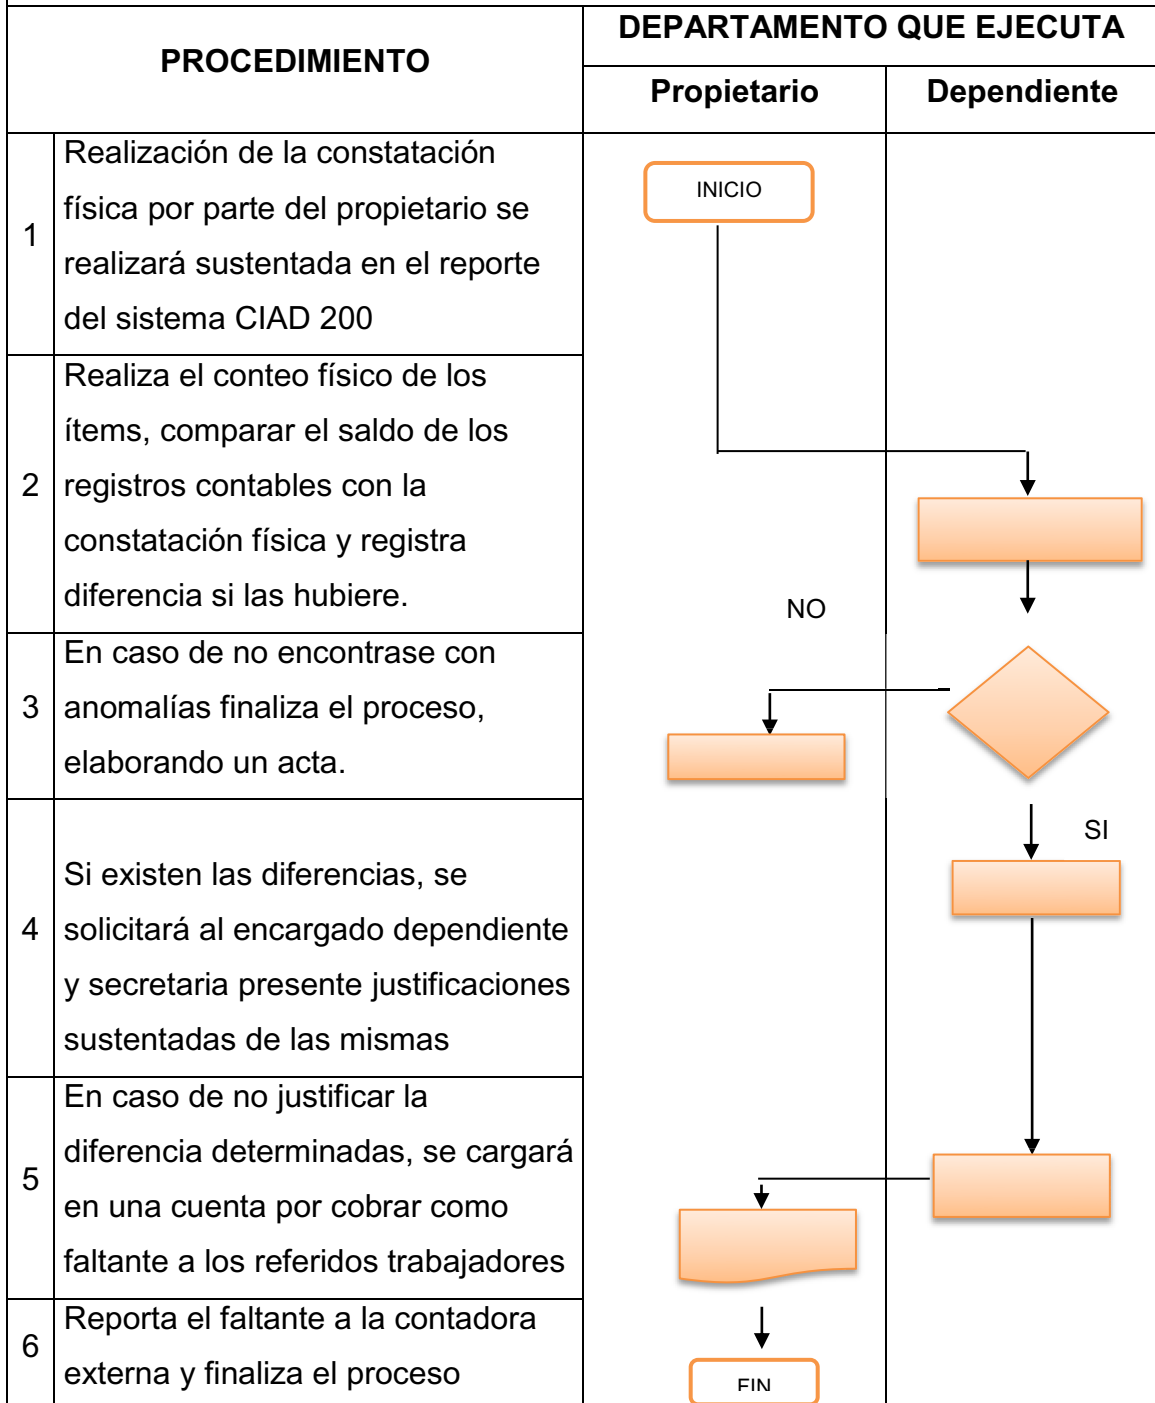 PROCEDIMIENTO
DEPARTAMENTO QUE EJECUTA
Propietario
Dependiente
1
Realización de la constatación
física por parte del propietario se
realizará sustentada en el reporte
del sistema CIAD 200
INICIO
2
Realiza el conteo físico de los
ítems, comparar el saldo de los
registros contables con la
constatación física y registra
diferencia si las hubiere.
NO
3
En caso de no encontrase con
anomalías finaliza el proceso,
elaborando un acta.
SI
4
Si existen las diferencias, se
solicitará al encargado dependiente
y secretaria presente justificaciones
sustentadas de las mismas
5
En caso de no justificar la
diferencia determinadas, se cargará
en una cuenta por cobrar como
faltante a los referidos trabajadores
6
Reporta el faltante a la contadora
externa y finaliza el proceso
FIN